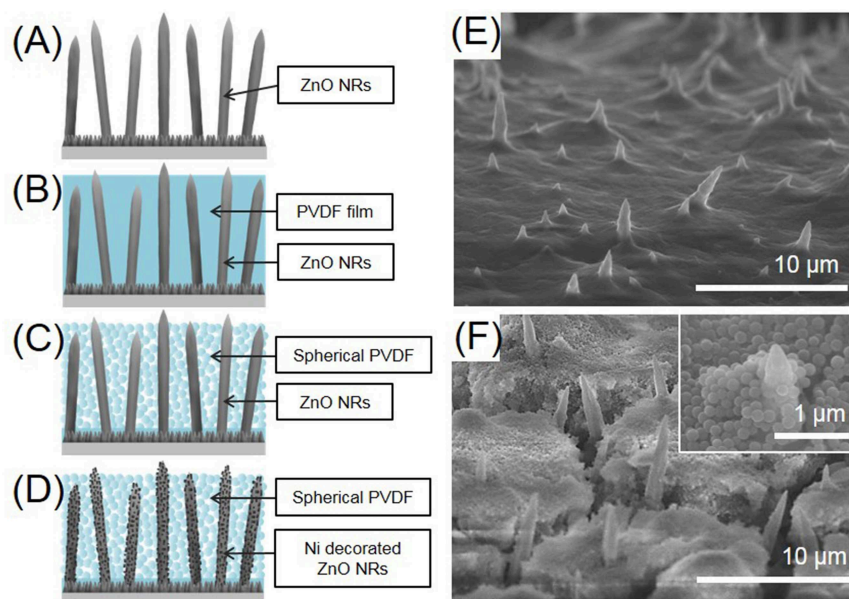 (A)
ZnO NRs
(B)
PVDF film
ZnO NRs
(C)
Spherical PVDF
ZnO NRs
(D)
Spherical PVDF
Ni decorated
ZnO NRs
(E)
10 µm
(F)
1 µm
10 µm